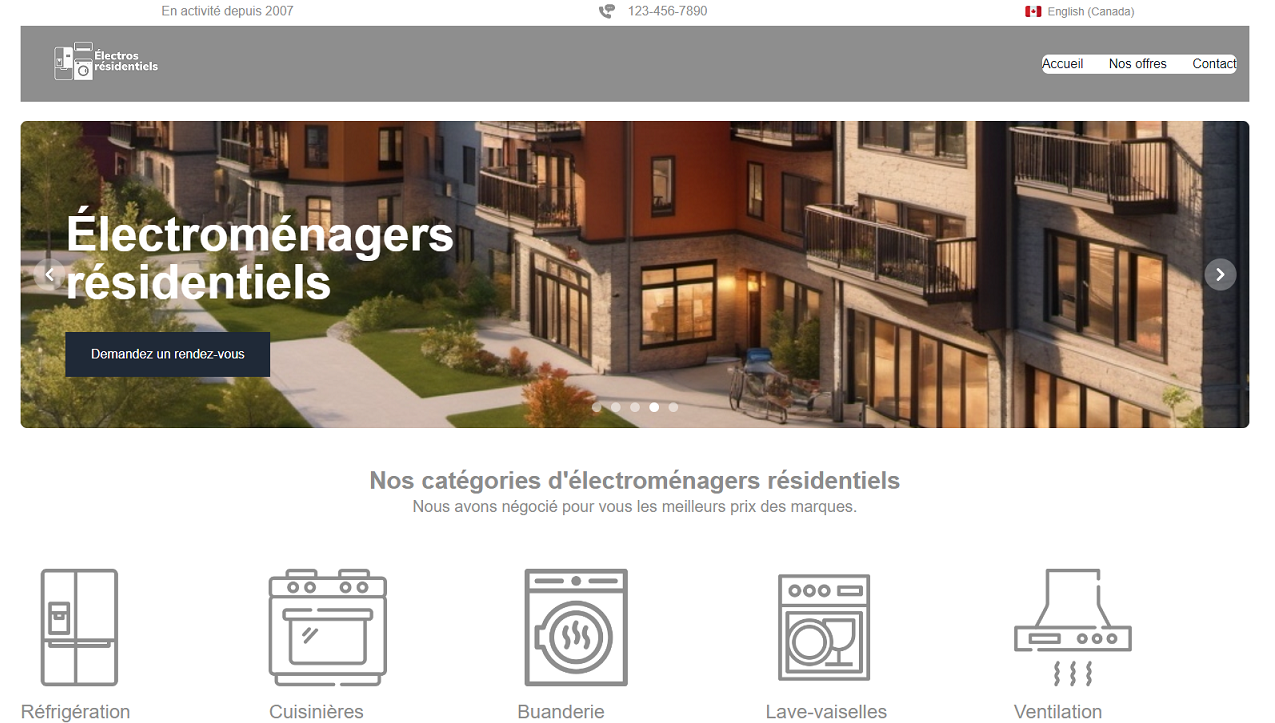 En activité depuis 2007
123-456-7890
English (Canada)
Électros
résidentiels
Accueil
Nos offres
Contact
Électroménagers
résidentiels
Demandez un rendez-vous
Nos catégories d'électroménagers résidentiels
Nous avons négocié pour vous les meilleurs prix des marques.
Réfrigération
Cuisinières
Buanderie
Lave-vaiselles
Ventilation